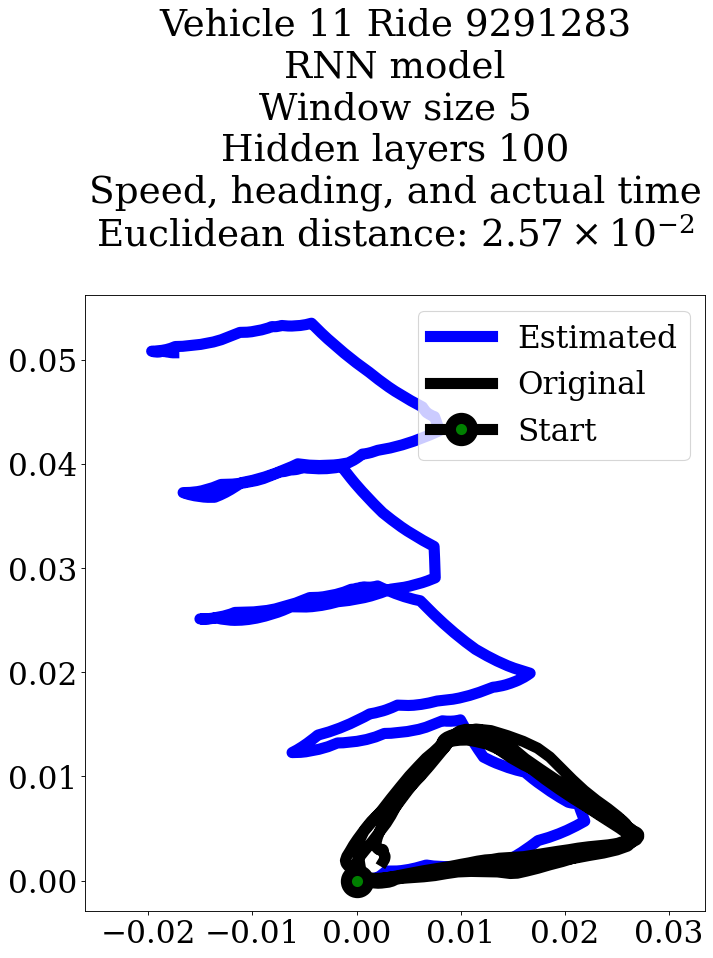 Vehicle 11 Ride 9291283
RNN model
Window size 5
Hidden layers 100
Speed, heading, and actual time
Euclidean distance: 2.57 × 10⁻²
Estimated
Original
Start
0.05
0.04
0.03
0.02
0.01
0.00
−0.02 −0.01 0.00 0.01 0.02 0.03